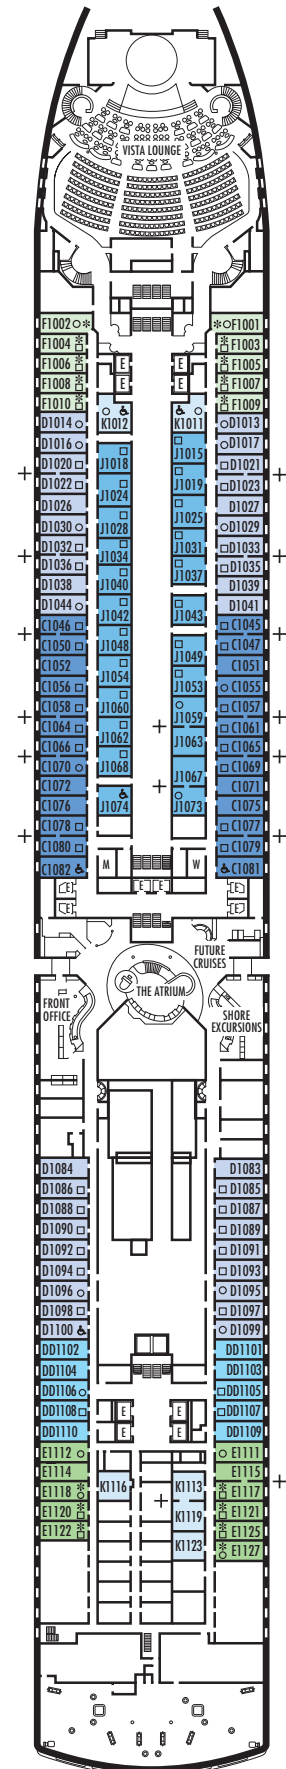 VISTA LOUNGE
F1002 * *F1001
F1004 * * F1003
E
F1006 * * F1005
E
F1008 * E E * F1007
F1010 * * F1009
K1012 K1011
D1014 D1013
D1016 J1018 J1015 D1017
D1020 J1019 D1021
D1022 J1024 D1023
D1026 J1025 D1027
D1030 J1028 D1029
D1032 J1034 J1031 D1033
D1036 J1037 D1035
D1038 J1040 D1039
D1044 J1042 J1043 D1041
C1046 C1045
C1050 J1048 J1049 C1047
C1052 J1054 C1051
C1056 J1053 C1055
C1058 J1060 J1059 C1057
C1064 C1061
C1066 J1062 J1063 C1065
C1070 J1068 C1069
C1072 J1067 C1071
C1076 J1074 J1073 C1075
C1078 C1077
C1080 C1079
C1082 M W C1081
E E E E
E E
FUTURE
CRUISES
THE ATRIUM
FRONT
OFFICE
SHORE
EXCURSIONS
D1084 D1083
D1086 D1085
D1088 D1087
D1090 D1089
D1092 D1091
D1094 D1093
D1096 D1095
D1098 D1097
D1100 D1099
DD1102 DD1101
DD1104 DD1103
DD1106 DD1105
DD1108 E E DD1107
DD1110 E E DD1109
E1112 E1111
E1114 E1115
E1118 * K1116 K1113 * E1117
E1120 * * E1121
E1122 * K1119 * E1125
K1123 * E1127